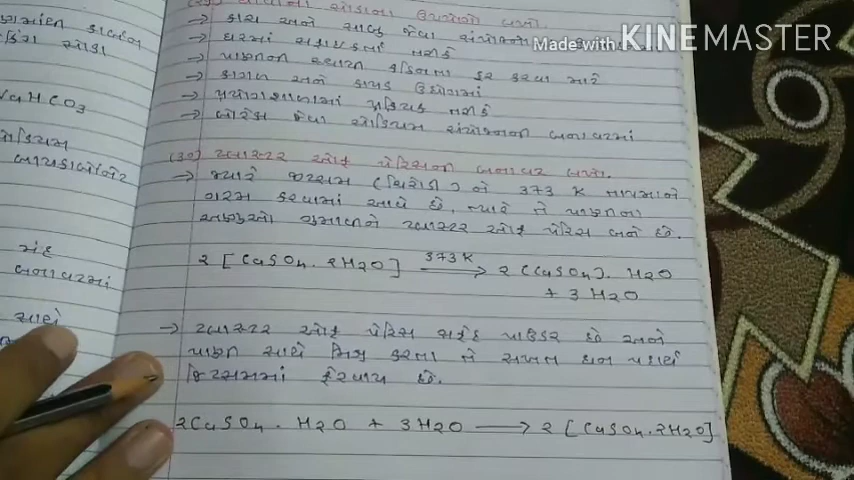 ડિંગ સોડા
NaHCO3
સોડિયમ
બાયકાર્બોનેટ
બનાવટમાં
સાથે
→ કાચ અને સાબુ જેવા સંયોજનો
Made with KINEMASTER
→ ઘરમાં સફાઈકર્મા તરીકે
→ પાણીની સ્થાયી કઠિનતા દૂર કરવા માટે
→ કાગળ અને કાપડ ઉદ્યોગમાં
→ પ્રયોગશાળામાં પ્રક્રિયક તરીકે
→ બોરેક્ષ જેવા સોડિયમ સંયોજનની બનાવટમાં
(30) પ્લાસ્ટર ઓફ પેરિસની બનાવટ લખો.
→ જ્યારે જીપ્સમ (ચિરોડી) ને 373 K તાપમાને
ગરમ કરવામાં આવે છે, ત્યારે તે પાણીના
અણુઓ ગુમાવીને પ્લાસ્ટર ઓફ પેરિસ બને છે.
2 [CaSO4. 2H2O] 373 K → 2 (CaSO4). H2O
+ 3 H2O
→ પ્લાસ્ટર ઓફ પેરિસ સફેદ પાઉડર છે અને
પાણી સાથે મિશ્ર કરતા તે સખત ઘન પદાર્થ
જિપ્સમમાં ફેરવાય છે.
2CaSO4 . H2O + 3H2O → 2 [CaSO4.2H2O]